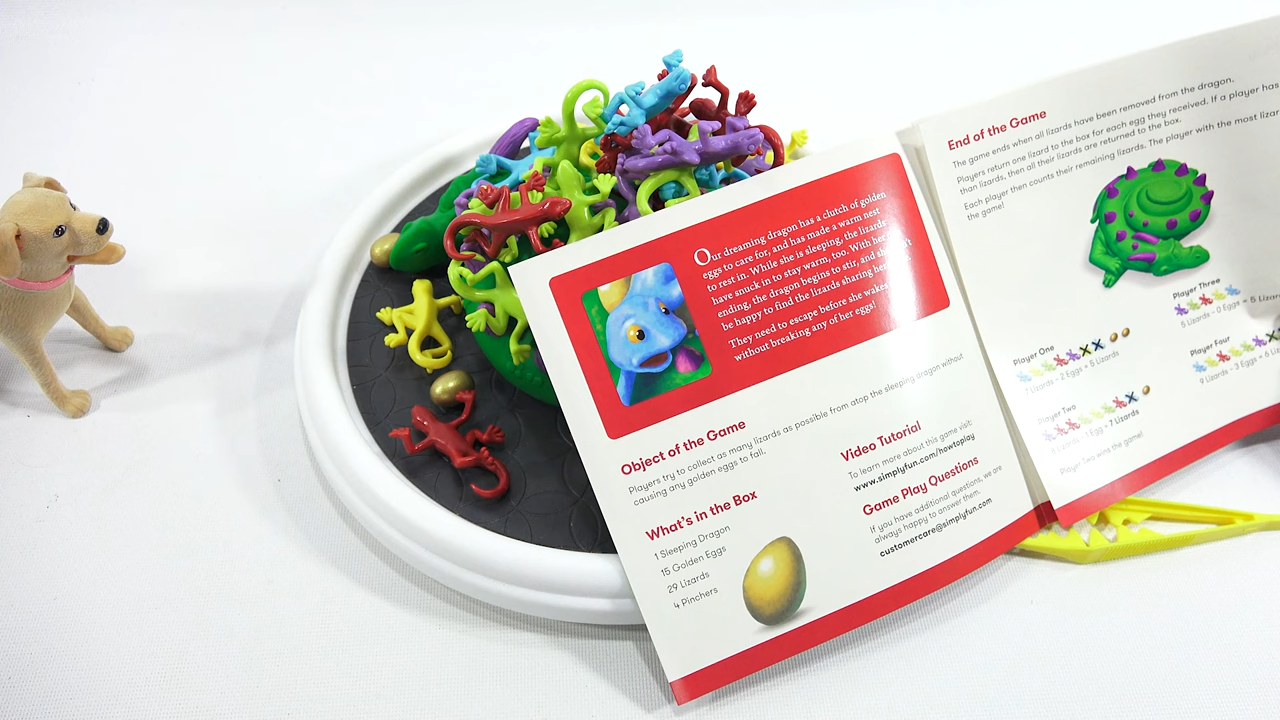 Our dreaming dragon has a clutch of golden
eggs to care for, and has made a warm nest
to rest in. While she is sleeping, the lizards
have snuck in to stay warm, too. With her
ending, the dragon begins to stir, and she
be happy to find the lizards sharing her
They need to escape before she wakes
without breaking any of her eggs!
Object of the Game
Players try to collect as many lizards as possible from atop the sleeping dragon without
causing any golden eggs to fall.
What's in the Box
1 Sleeping Dragon
15 Golden Eggs
29 Lizards
4 Pinchers
Video Tutorial
To learn more about this game visit:
www.simplyfun.com/howtoplay
Game Play Questions
If you have additional questions, we are
always happy to answer them.
customercare@simplyfun.com
End of the Game
The game ends when all lizards have been removed from the dragon.
Players return one lizard to the box for each egg they received. If a player has
than lizards, then all their lizards are returned to the box.
Each player then counts their remaining lizards. The player with the most lizar
the game!
Player One
7 Lizards - 2 Eggs = 5 Lizards
Player Two
8 Lizards - 1 Egg = 7 Lizards
Player Two wins the game!
Player Three
5 Lizards - 0 Eggs = 5 Lizar
Player Four
9 Lizards - 3 Eggs = 6 Li